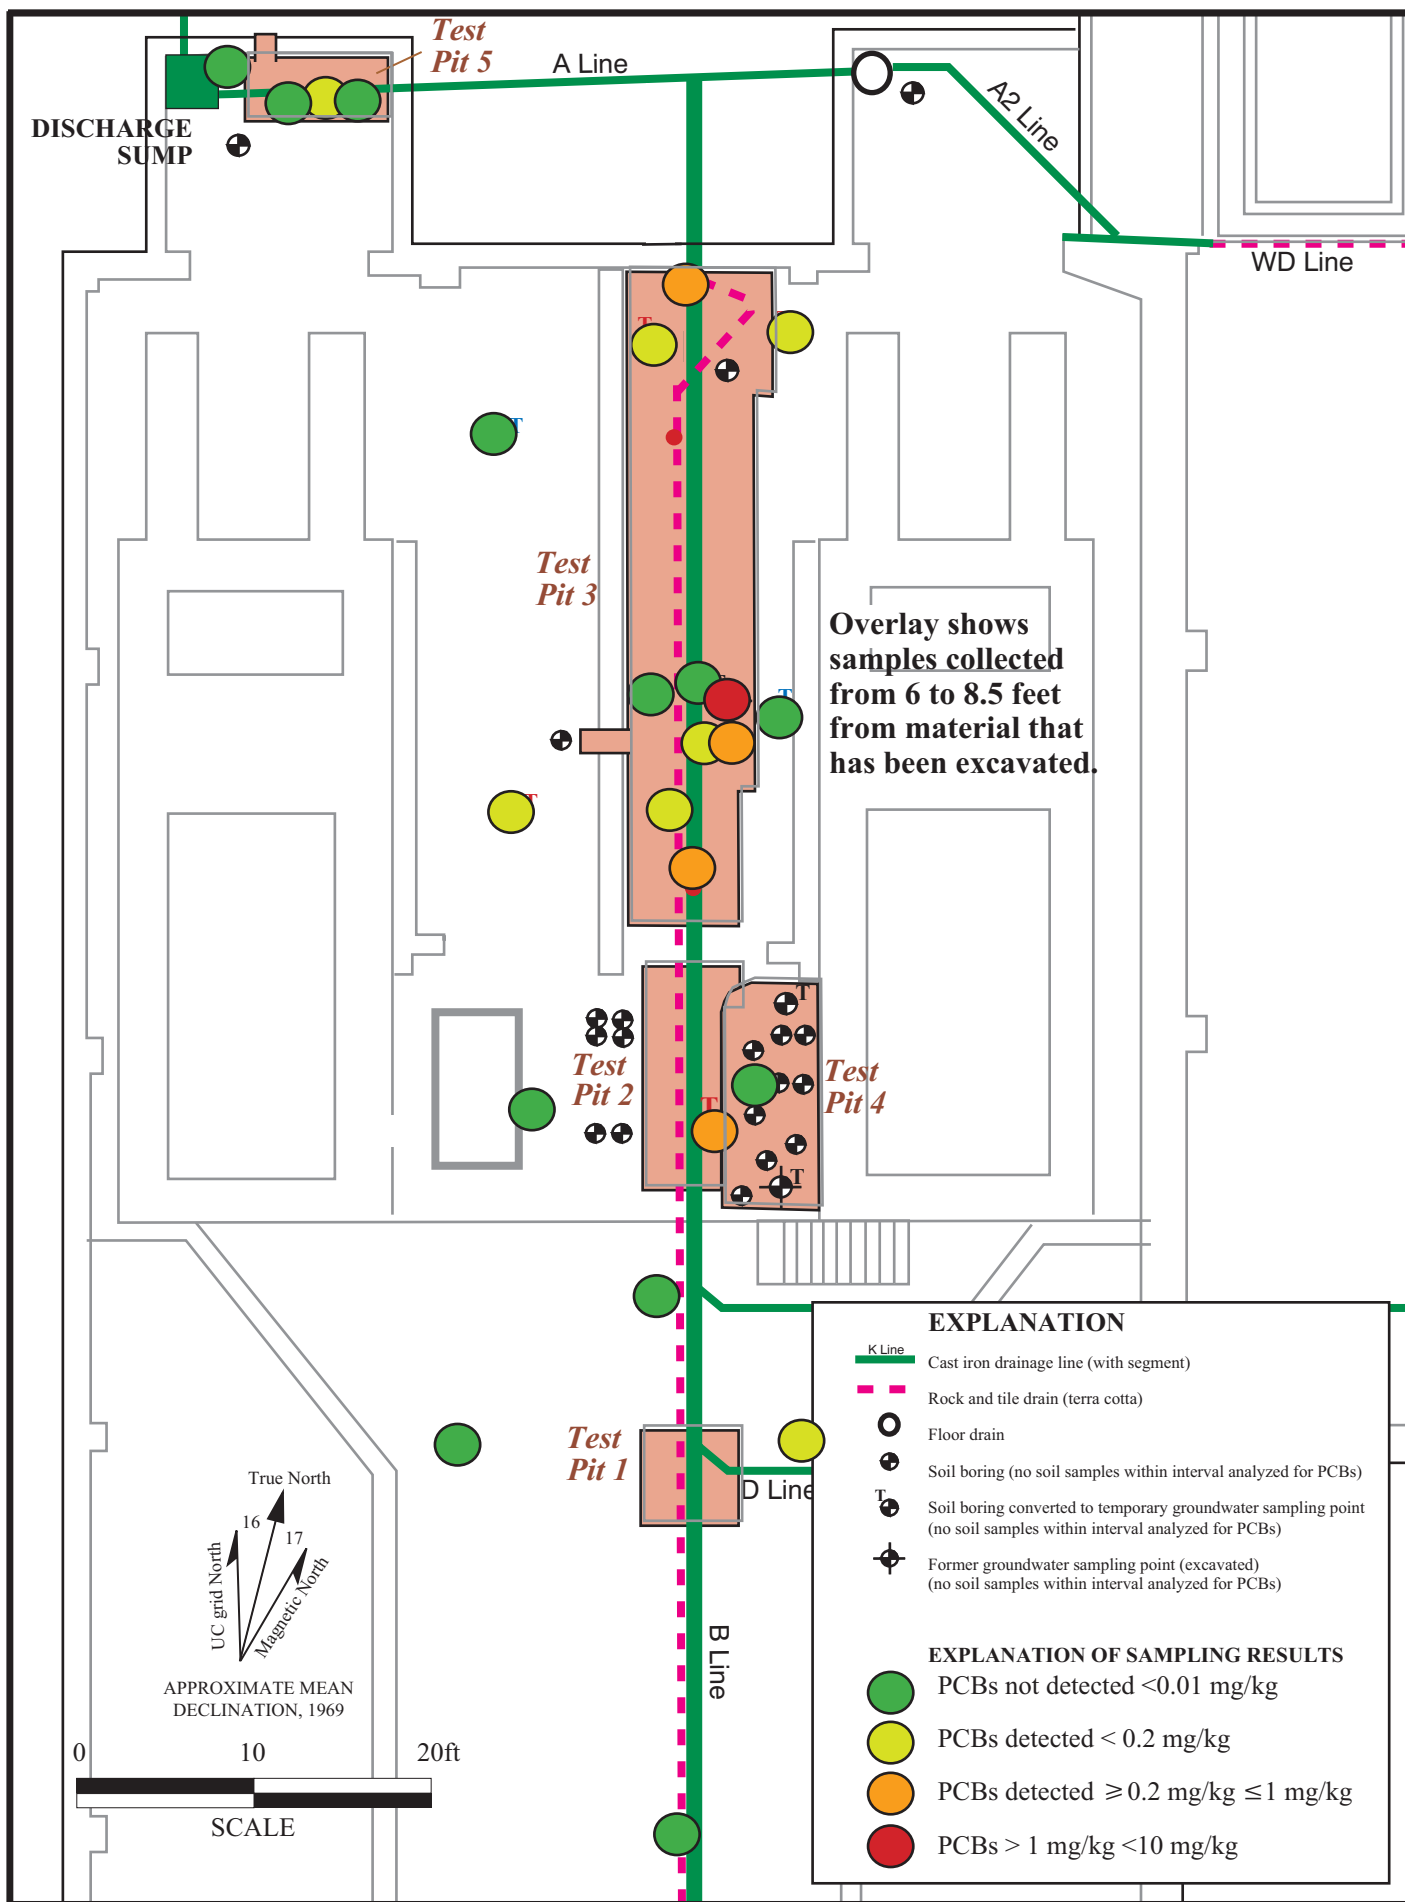 Test
Pit 5
A Line
A2 Line
DISCHARGE
SUMP
WD Line
T
T
Test
Pit 3
Overlay shows
samples collected
from 6 to 8.5 feet
from material that
has been excavated.
T
T
T
Test
Pit 2
T
Test
Pit 4
T
Test
Pit 1
D Line
B Line
True North
16
17
UC grid North
Magnetic North
APPROXIMATE MEAN
DECLINATION, 1969
0 10 20ft
SCALE
EXPLANATION
K Line
Cast iron drainage line (with segment)
Rock and tile drain (terra cotta)
Floor drain
Soil boring (no soil samples within interval analyzed for PCBs)
T
Soil boring converted to temporary groundwater sampling point
(no soil samples within interval analyzed for PCBs)
Former groundwater sampling point (excavated)
(no soil samples within interval analyzed for PCBs)
EXPLANATION OF SAMPLING RESULTS
PCBs not detected <0.01 mg/kg
PCBs detected < 0.2 mg/kg
PCBs detected ≥ 0.2 mg/kg ≤ 1 mg/kg
PCBs > 1 mg/kg <10 mg/kg